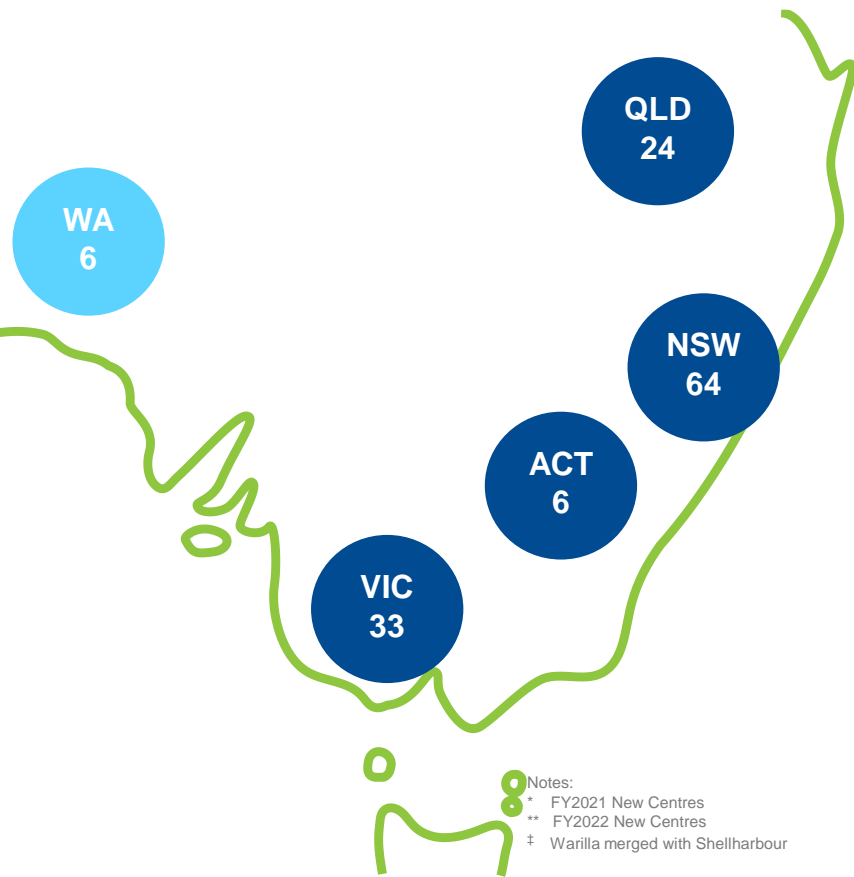 QLD
24
WA
6
NSW
64
ACT
6
VIC
33
Notes:
* FY2021 New Centres
** FY2022 New Centres
‡ Warilla merged with Shellharbour